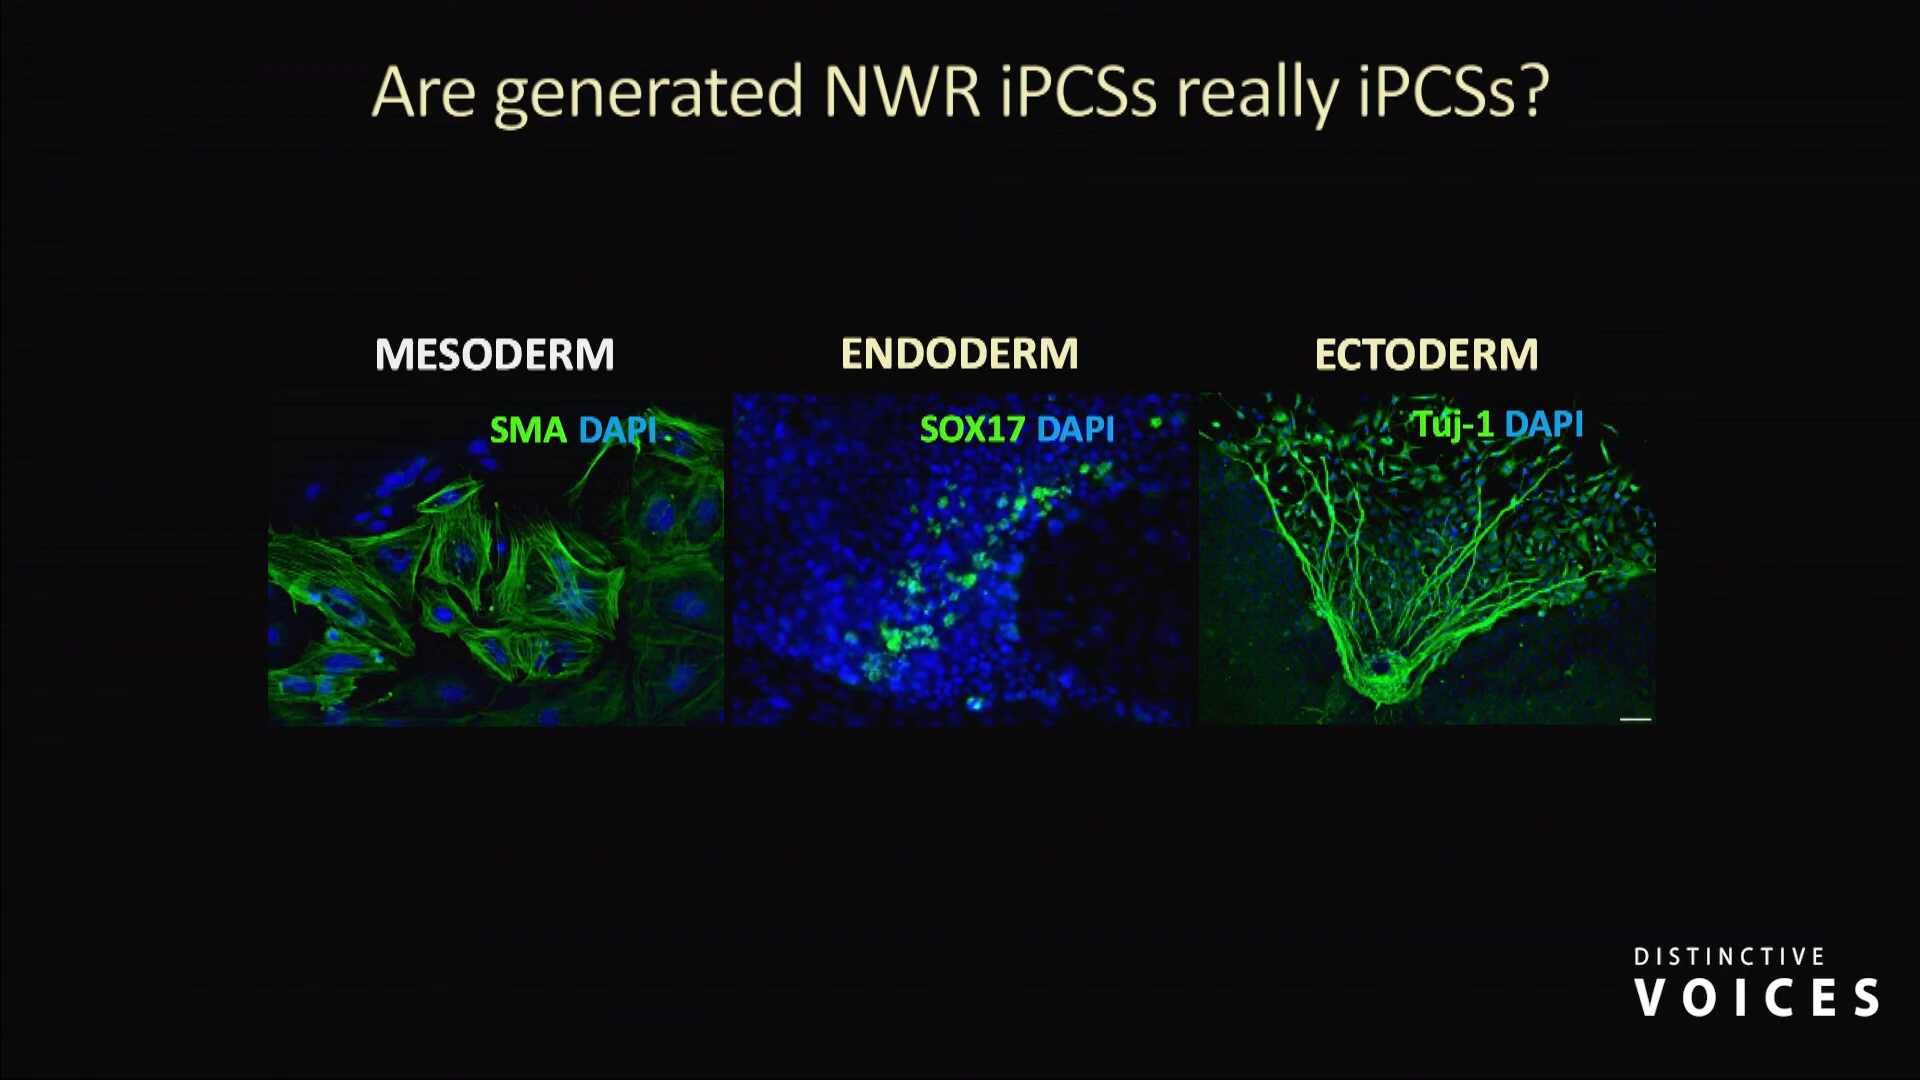 Are generated NWR iPCSs really iPCSs?
MESODERM
ENDODERM
ECTODERM
SMA DAPI
SOX17 DAPI
Tuj-1 DAPI
DISTINCTIVE
VOICES